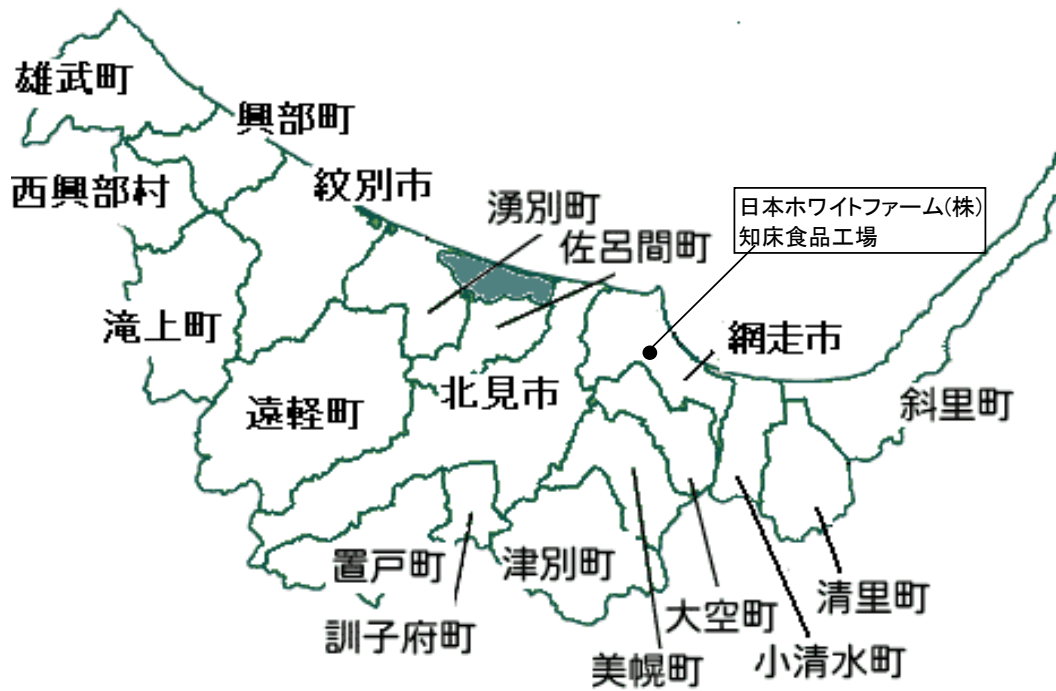 雄武町
興部町
西興部村
紋別市
湧別町
佐呂間町
日本ホワイトファーム(株)
知床食品工場
滝上町
網走市
遠軽町
北見市
斜里町
置戸町
津別町
訓子府町
清里町
大空町
小清水町
美幌町